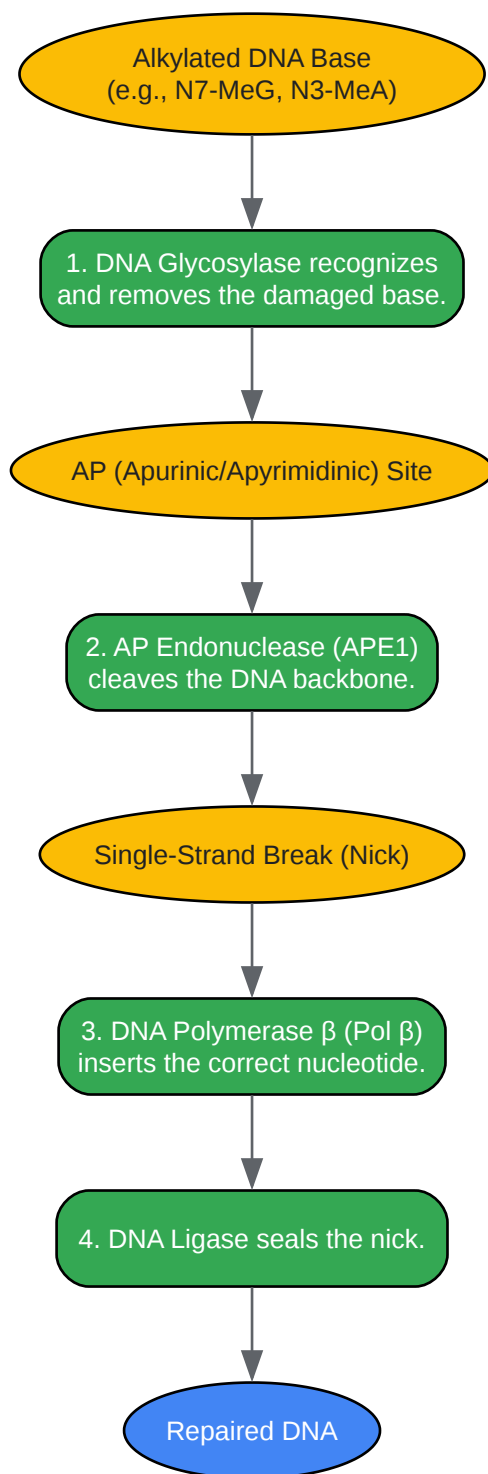 Alkylated DNA Base
(e.g., N7-MeG, N3-MeA)
1. DNA Glycosylase recognizes
and removes the damaged base.
AP (Apurinic/Apyrimidinic) Site
2. AP Endonuclease (APE1)
cleaves the DNA backbone.
Single-Strand Break (Nick)
3. DNA Polymerase β (Pol β)
inserts the correct nucleotide.
4. DNA Ligase seals the nick.
Repaired DNA